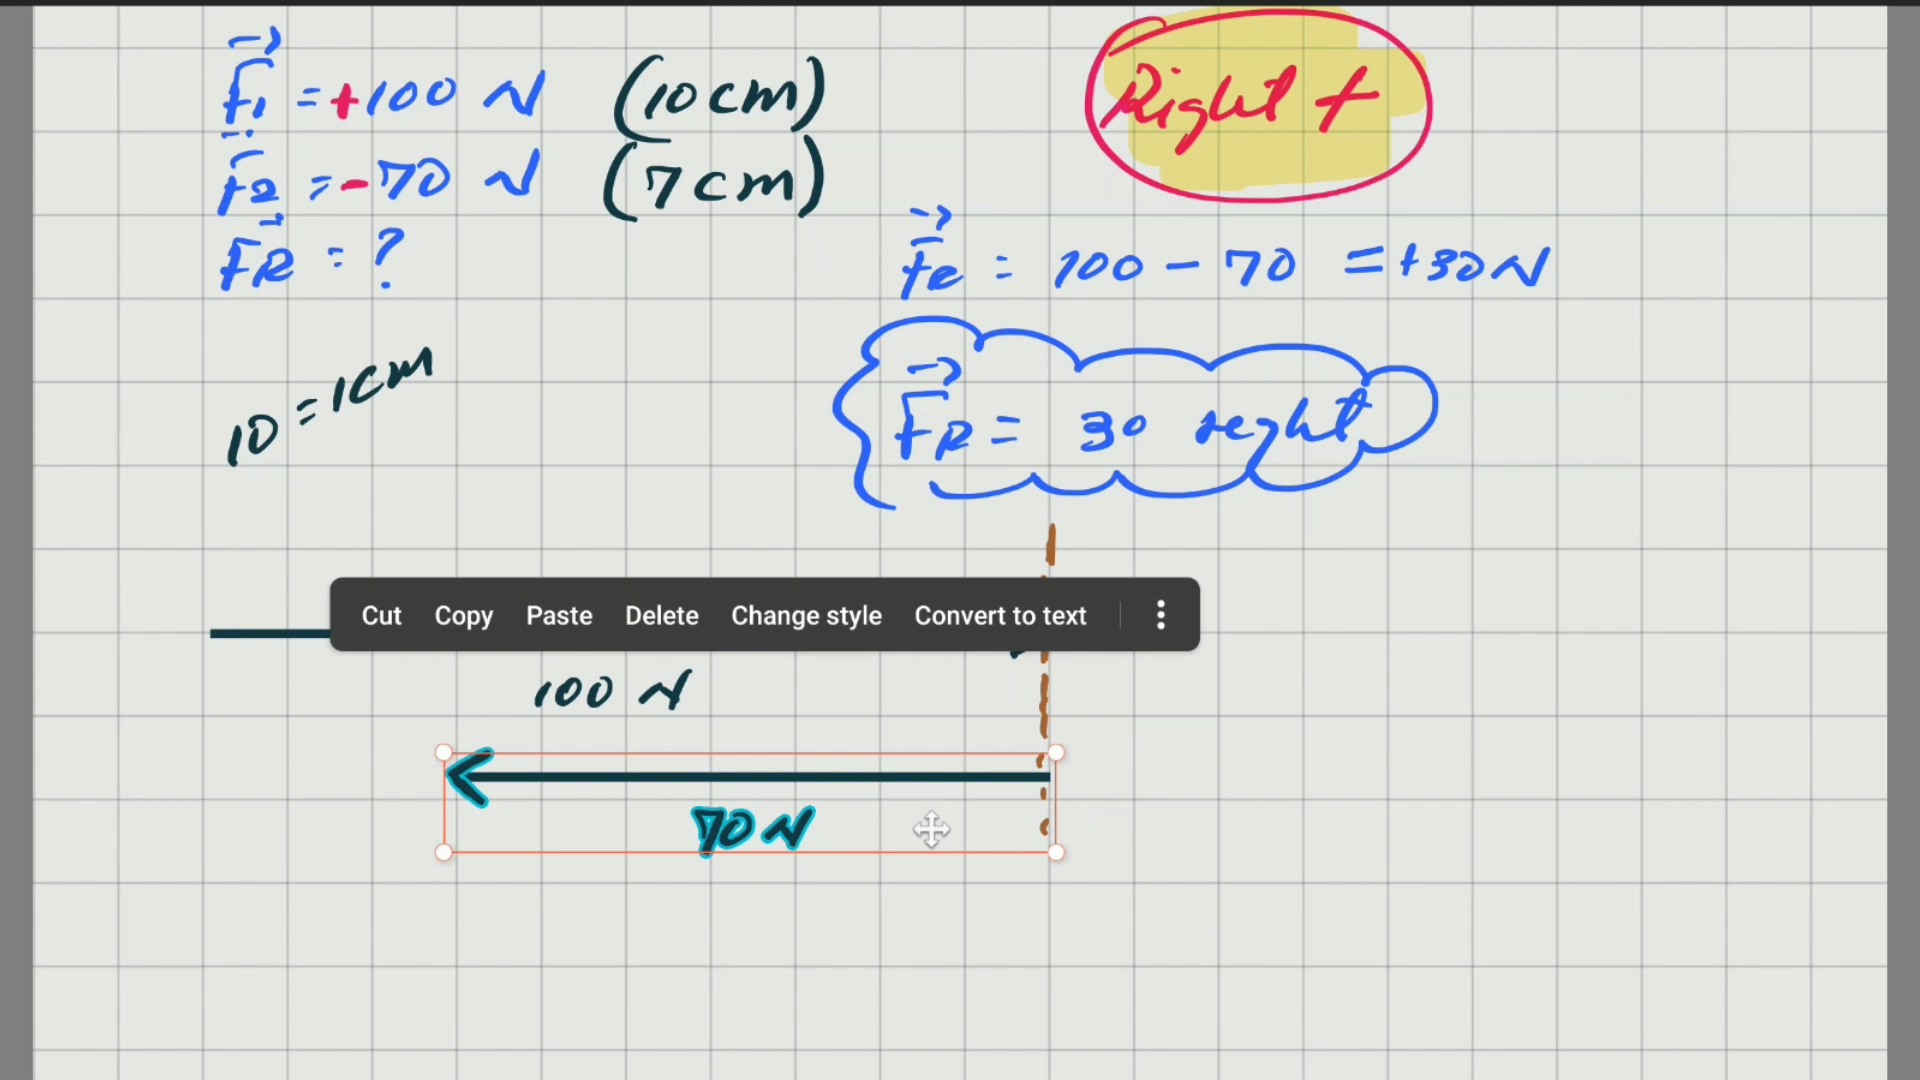 F1 = +100 N (10cm)
F2 = -70 N (7cm)
FR = ?
Right +
FR = 100 - 70 = +30N
10 = 1cm
FR = 30 right
Cut Copy Paste Delete Change style Convert to text
100 N
70 N